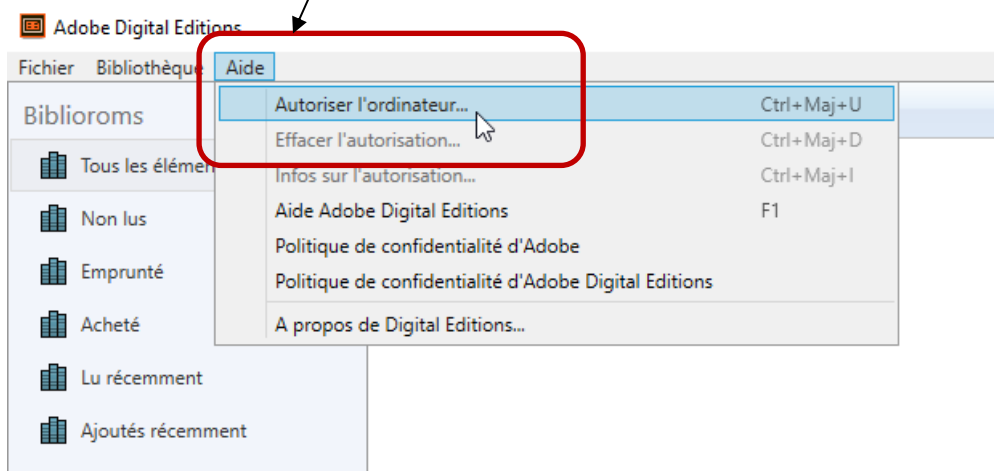 Adobe Digital Editions
Fichier Bibliothèque Aide
Biblioroms
Autoriser l'ordinateur... Ctrl+Maj+U
Effacer l'autorisation... Ctrl+Maj+D
Tous les élémen
Infos sur l'autorisation... Ctrl+Maj+I
Non lus
Aide Adobe Digital Editions F1
Politique de confidentialité d'Adobe
Emprunté
Politique de confidentialité d'Adobe Digital Editions
Acheté
A propos de Digital Editions...
Lu récemment
Ajoutés récemment